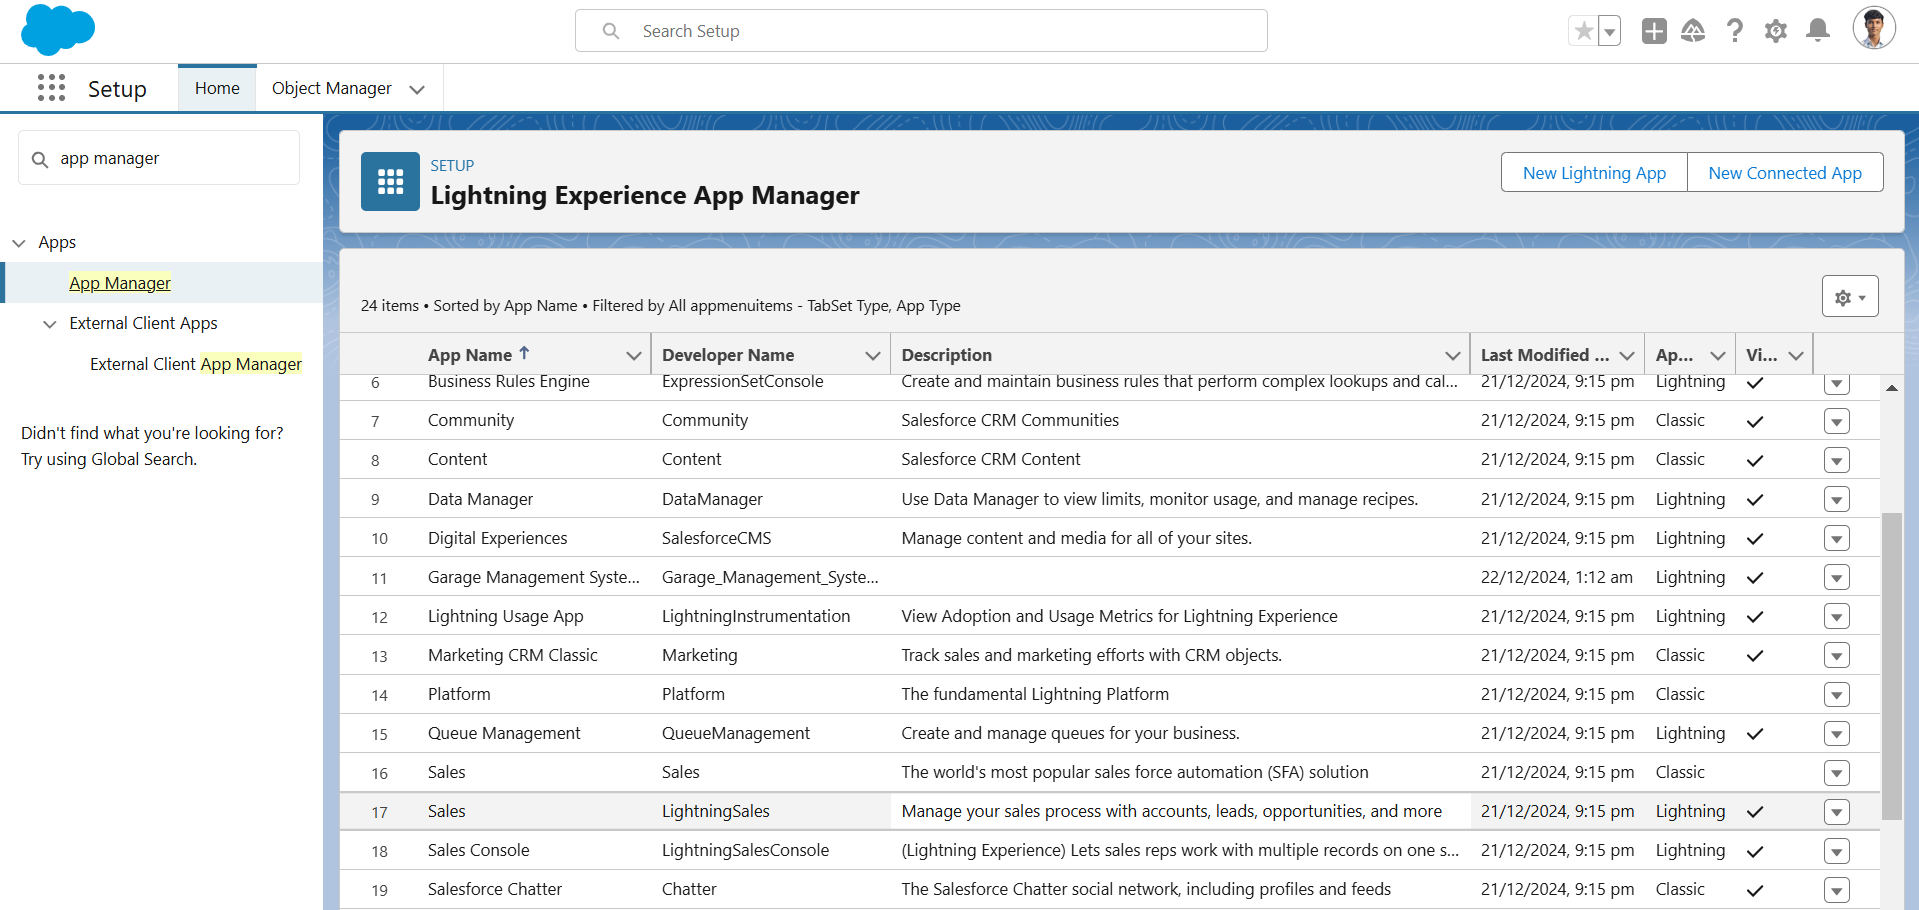 Search Setup
Setup
Home
Object Manager
app manager
Apps
App Manager
External Client Apps
External Client App Manager
Didn't find what you're looking for?
Try using Global Search.
SETUP
Lightning Experience App Manager
New Lightning App
New Connected App
24 items • Sorted by App Name • Filtered by All appmenuitems - TabSet Type, App Type
App Name Developer Name Description Last Modified ... Ap... Vi...
6 Business Rules Engine ExpressionSetConsole Create and maintain business rules that perform complex lookups and cal... 21/12/2024, 9:15 pm Lightning
7 Community Community Salesforce CRM Communities 21/12/2024, 9:15 pm Classic
8 Content Content Salesforce CRM Content 21/12/2024, 9:15 pm Classic
9 Data Manager DataManager Use Data Manager to view limits, monitor usage, and manage recipes. 21/12/2024, 9:15 pm Lightning
10 Digital Experiences SalesforceCMS Manage content and media for all of your sites. 21/12/2024, 9:15 pm Lightning
11 Garage Management Syste... Garage_Management_Syste... 22/12/2024, 1:12 am Lightning
12 Lightning Usage App LightningInstrumentation View Adoption and Usage Metrics for Lightning Experience 21/12/2024, 9:15 pm Lightning
13 Marketing CRM Classic Marketing Track sales and marketing efforts with CRM objects. 21/12/2024, 9:15 pm Classic
14 Platform Platform The fundamental Lightning Platform 21/12/2024, 9:15 pm Classic
15 Queue Management QueueManagement Create and manage queues for your business. 21/12/2024, 9:15 pm Lightning
16 Sales Sales The world's most popular sales force automation (SFA) solution 21/12/2024, 9:15 pm Classic
17 Sales LightningSales Manage your sales process with accounts, leads, opportunities, and more 21/12/2024, 9:15 pm Lightning
18 Sales Console LightningSalesConsole (Lightning Experience) Lets sales reps work with multiple records on one s... 21/12/2024, 9:15 pm Lightning
19 Salesforce Chatter Chatter The Salesforce Chatter social network, including profiles and feeds 21/12/2024, 9:15 pm Classic